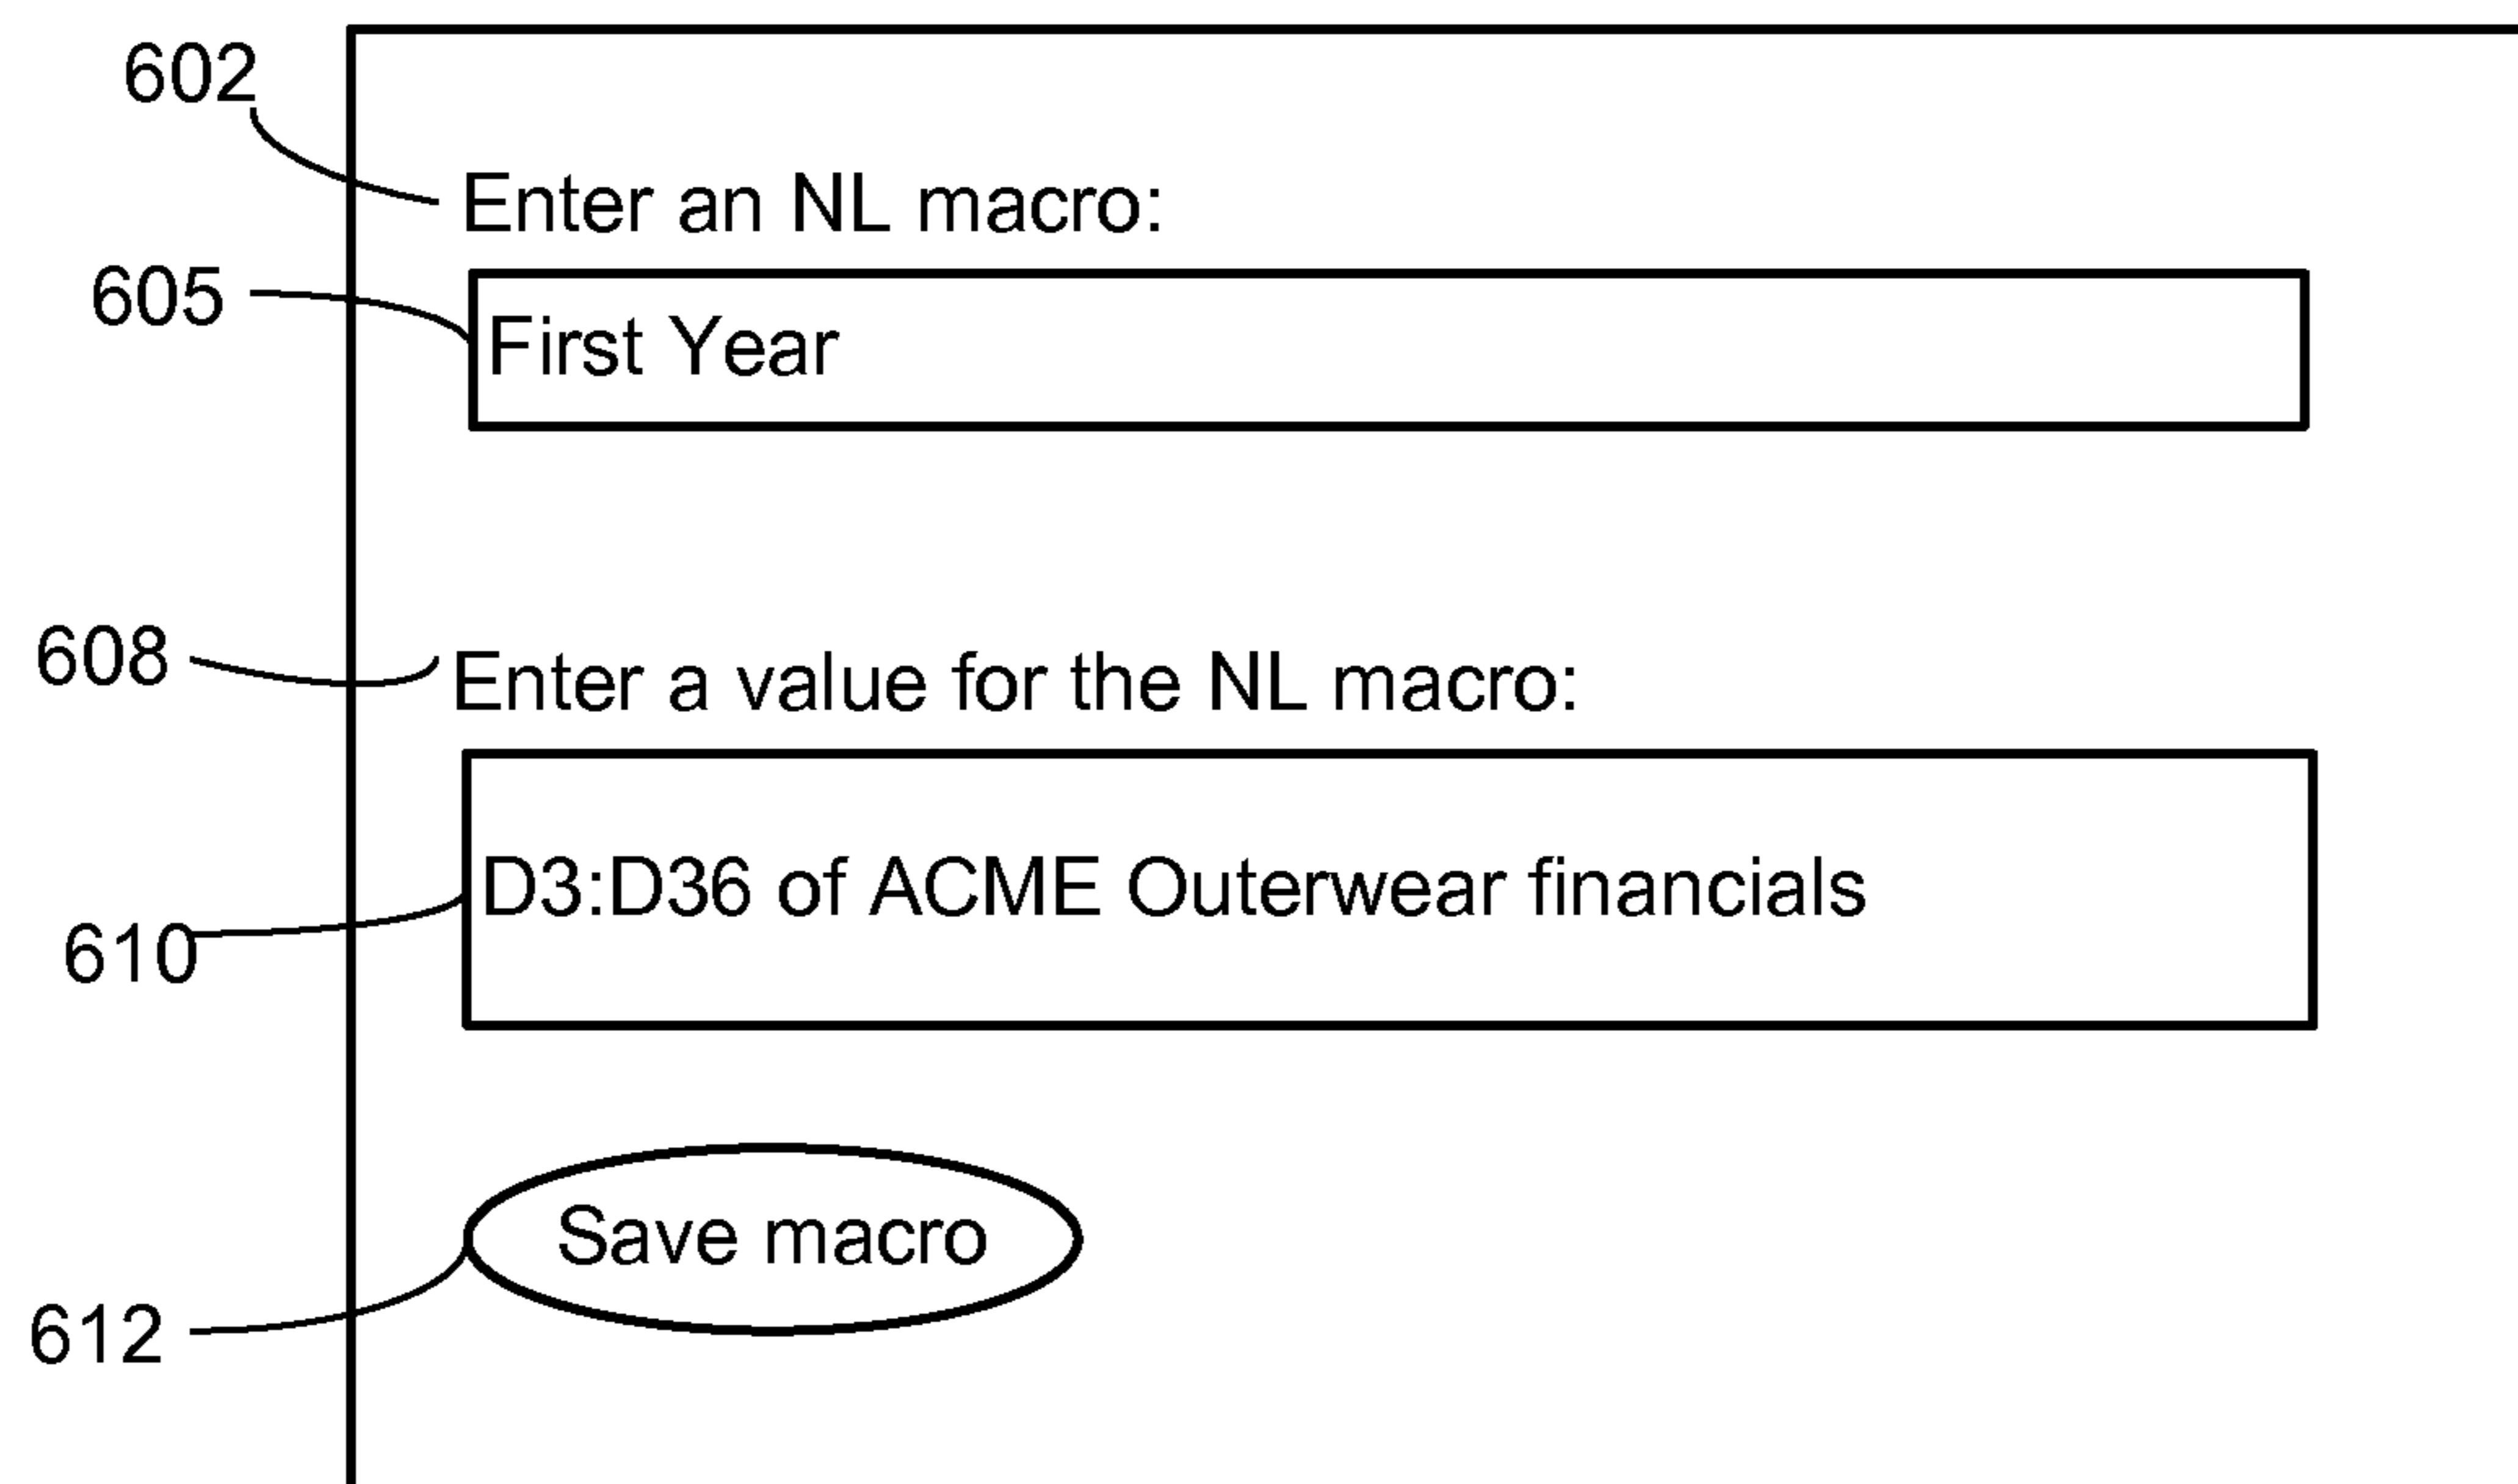 602
Enter an NL macro:
605
First Year
608
Enter a value for the NL macro:
D3:D36 of ACME Outerwear financials
610
Save macro
612